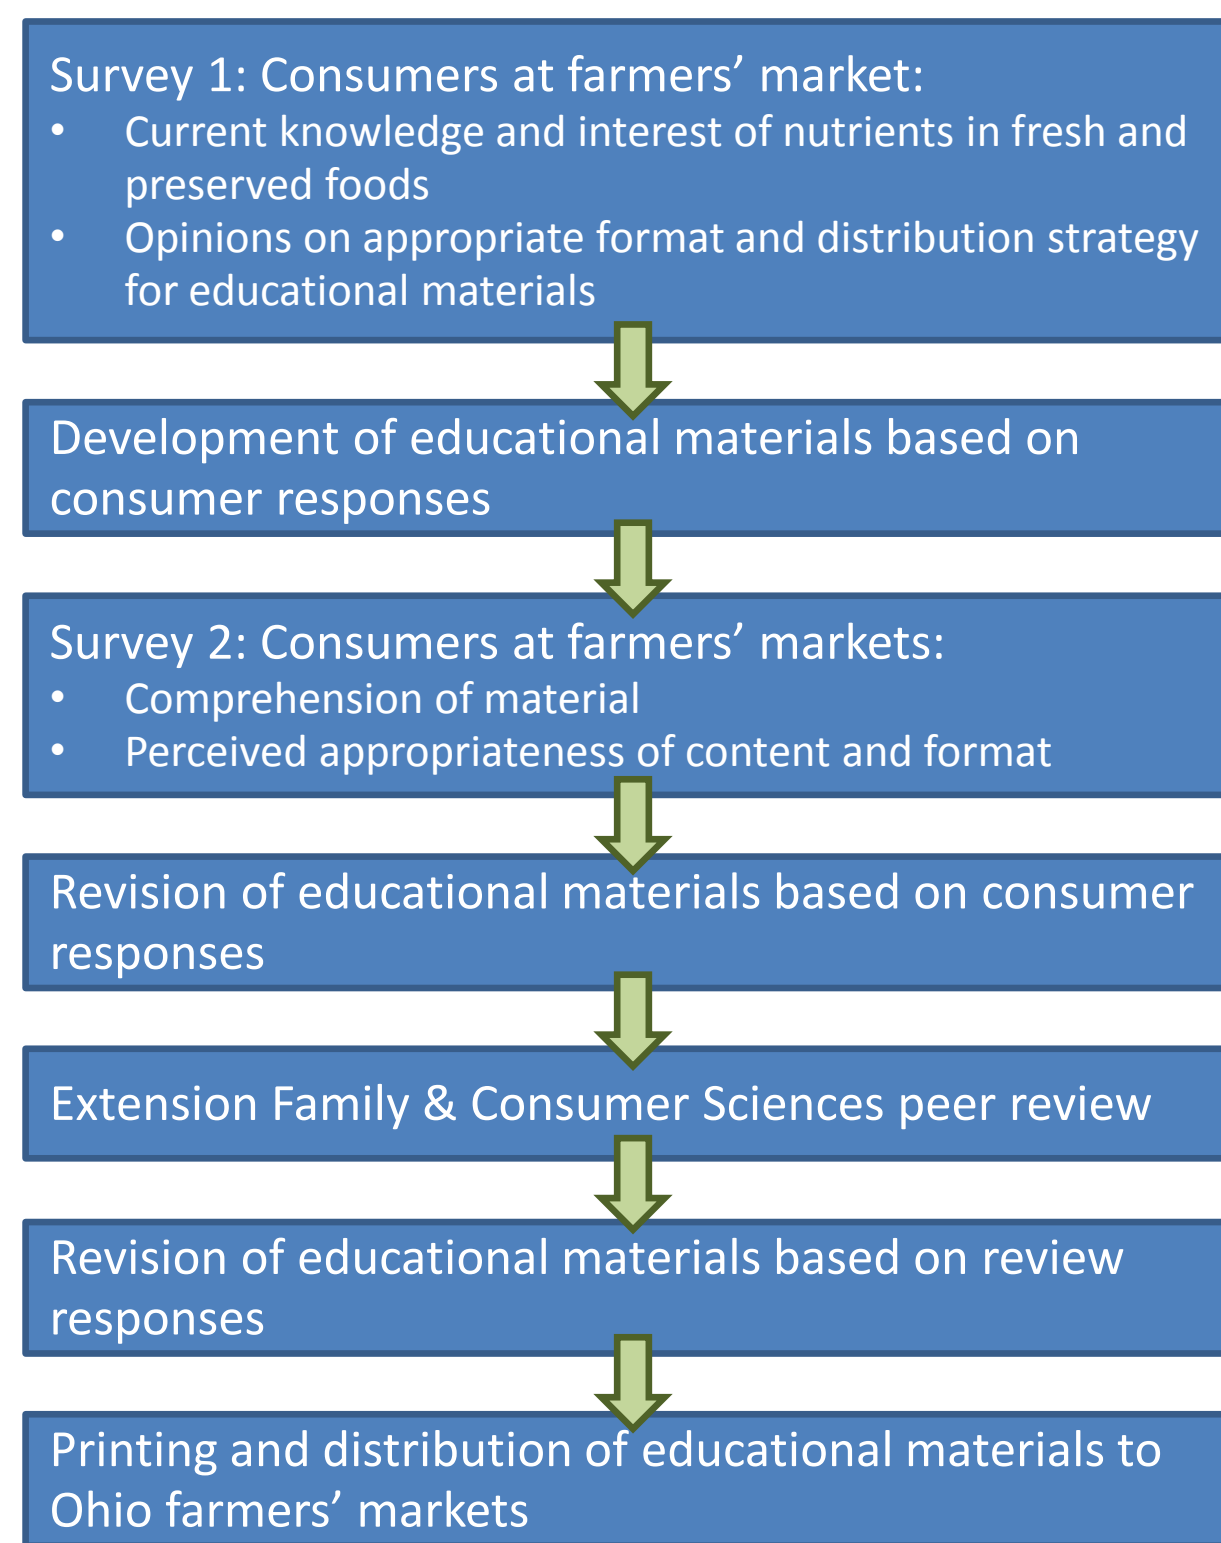 Survey 1: Consumers at farmers’ market:
• Current knowledge and interest of nutrients in fresh and
preserved foods
• Opinions on appropriate format and distribution strategy
for educational materials
Development of educational materials based on
consumer responses
Survey 2: Consumers at farmers’ markets:
• Comprehension of material
• Perceived appropriateness of content and format
Revision of educational materials based on consumer
responses
Extension Family & Consumer Sciences peer review
Revision of educational materials based on review
responses
Printing and distribution of educational materials to
Ohio farmers’ markets